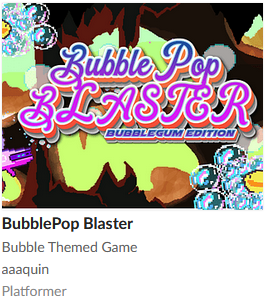 Bubble Pop
BLASTER
BUBBLEGUM EDITION
BubblePop Blaster
Bubble Themed Game
aaaquin
Platformer